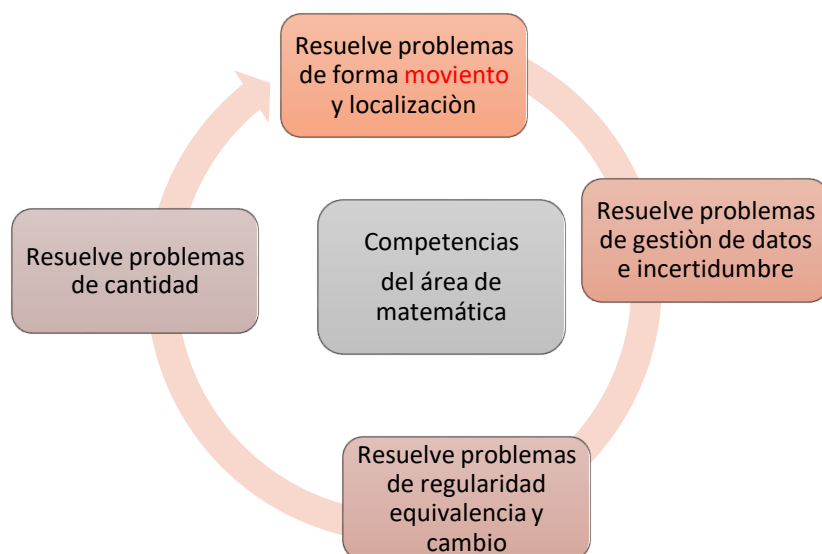 Resuelve problemas
de forma moviento
y localizaciòn
Resuelve problemas
de gestiòn de datos
e incertidumbre
Resuelve problemas
de regularidad
equivalencia y
cambio
Resuelve problemas
de cantidad
Competencias
del área de
matemática